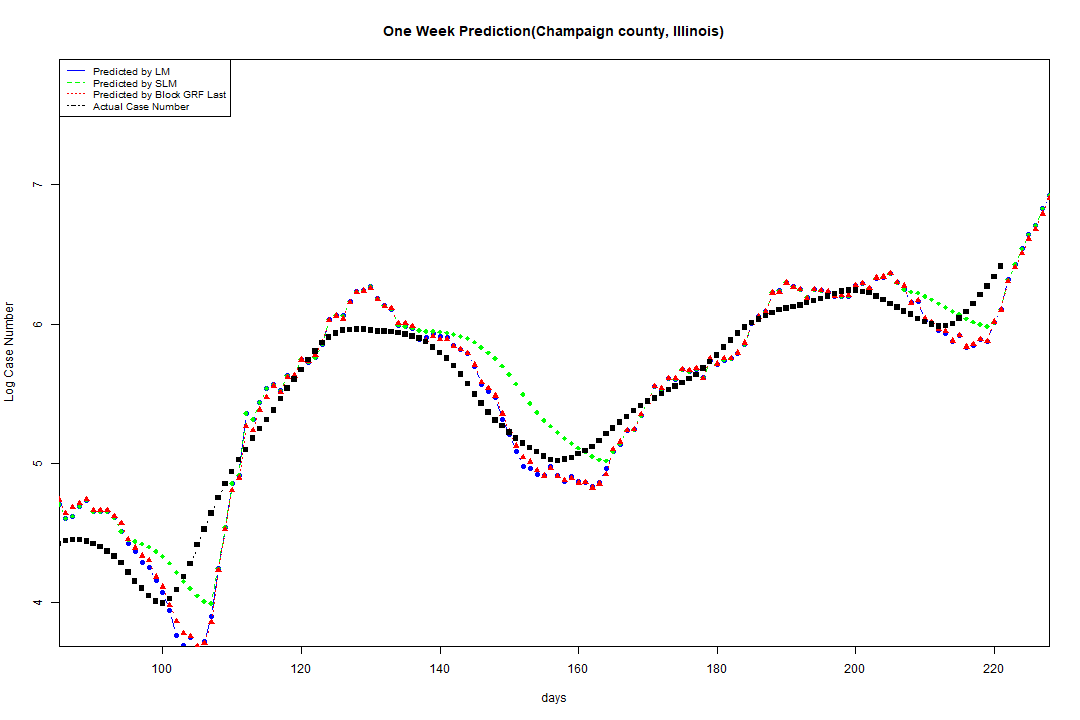 One Week Prediction(Champaign county, Illinois)
Predicted by LM
Predicted by SLM
Predicted by Block GRF Last
Actual Case Number
Log Case Number
7
6
5
4
100 120 140 160 180 200 220
days